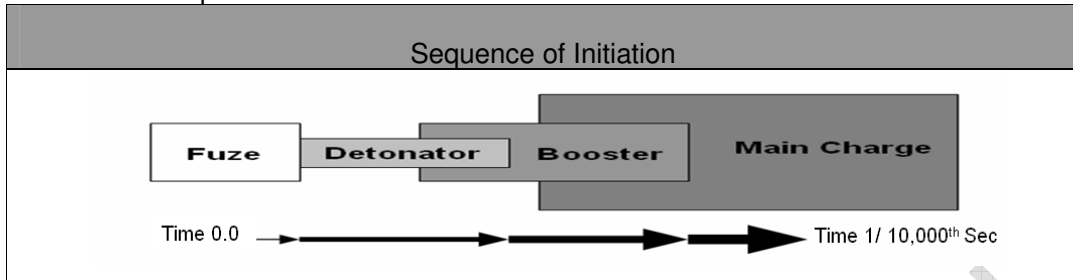 Sequence of Initiation
Fuze
Detonator
Booster
Main Charge
Time 0.0
Time 1/ 10,000th Sec